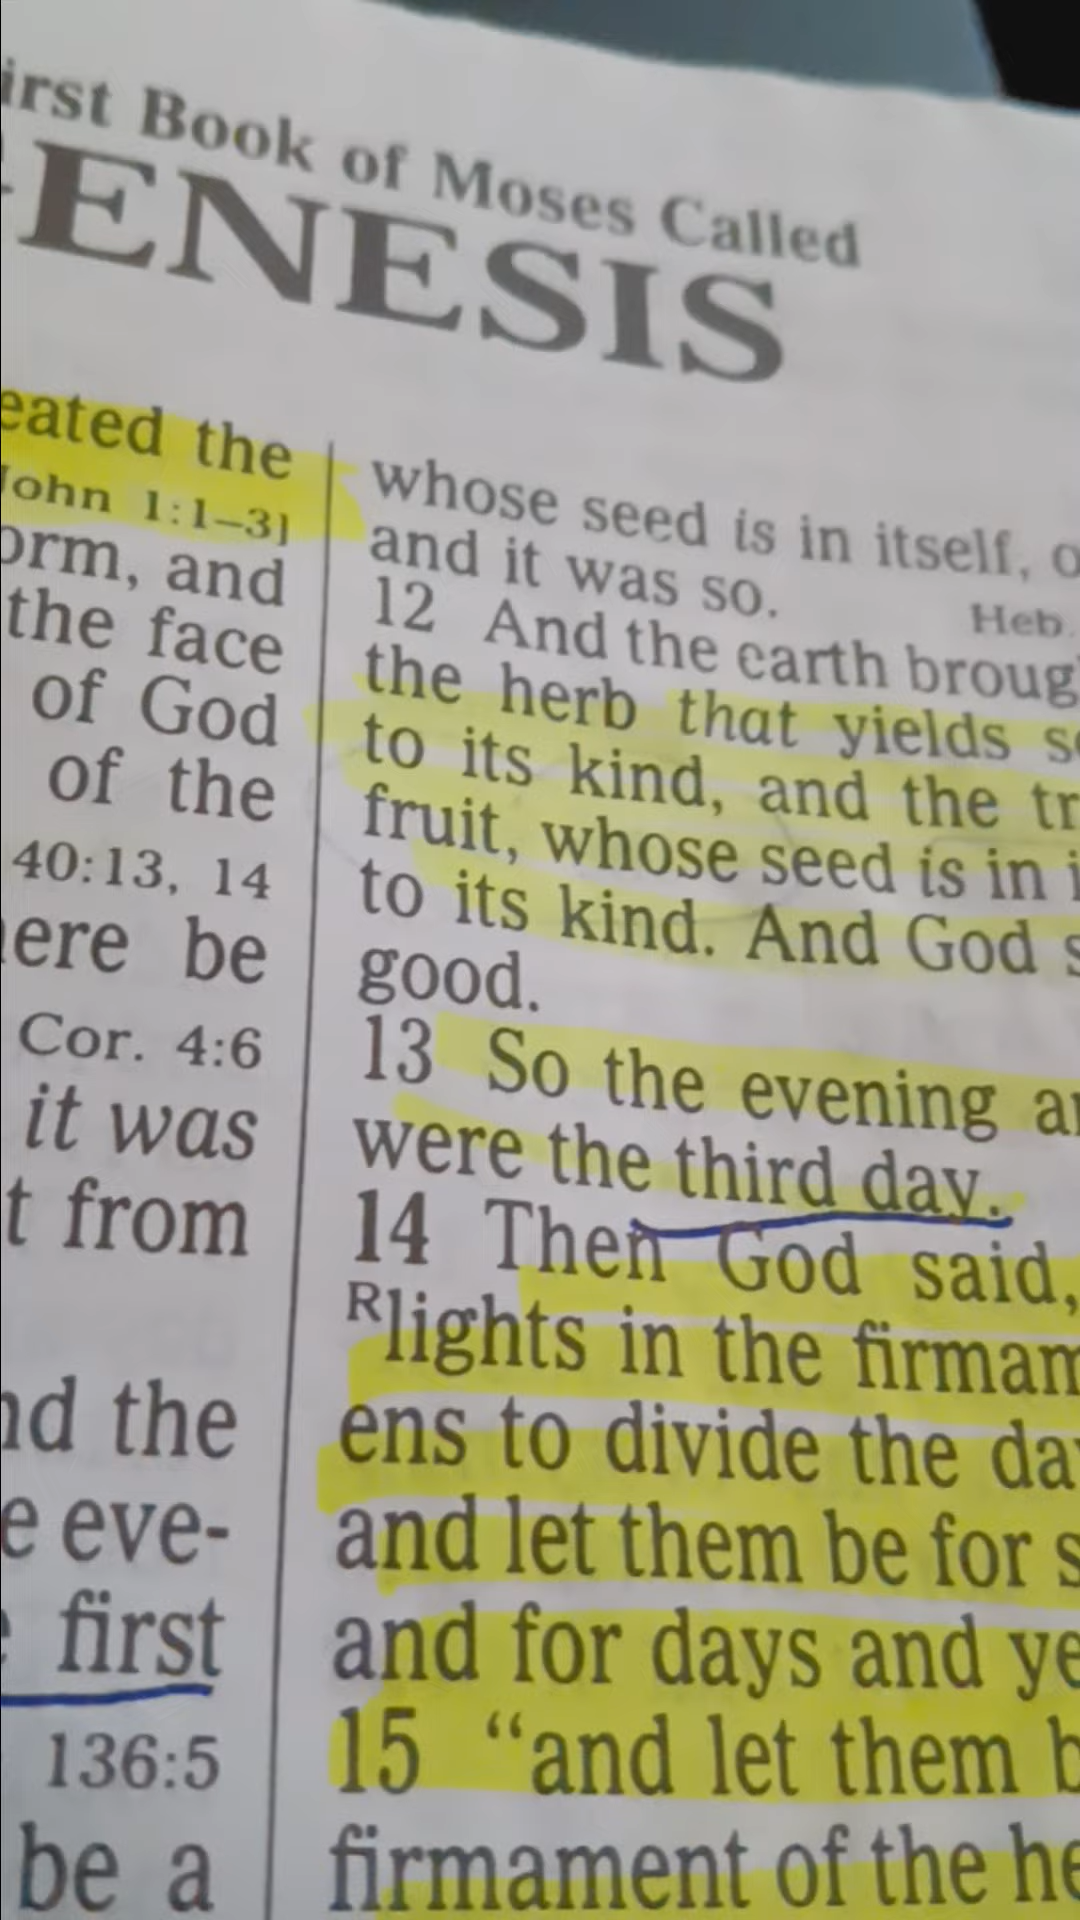 irst Book of Moses Called
ENESIS
eated the
John 1:1–3]
orm, and
the face
of God
of the
40:13, 14
ere be
Cor. 4:6
it was
t from
nd the
e eve-
first
136:5
be a
whose seed is in itself, o
and it was so.
Heb.
12 And the earth broug
the herb that yields s
to its kind, and the tr
fruit, whose seed is in i
to its kind. And God s
good.
13 So the evening a
were the third day.
14 Then God said,
Rlights in the firmam
ens to divide the da
and let them be for s
and for days and ye
15 “and let them b
firmament of the he